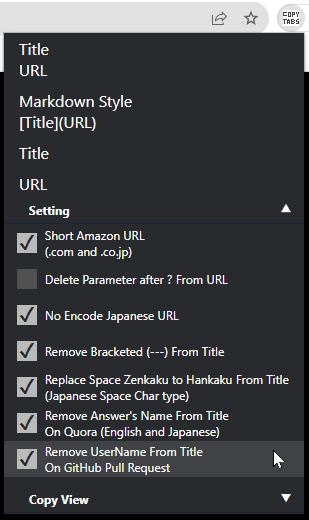 COPY
TABS
Title
URL
Markdown Style
[Title](URL)
Title
URL
Setting
Short Amazon URL
(.com and .co.jp)
Delete Parameter after ? From URL
No Encode Japanese URL
Remove Bracketed (---) From Title
Replace Space Zenkaku to Hankaku From Title
(Japanese Space Char type)
Remove Answer's Name From Title
On Quora (English and Japanese)
Remove UserName From Title
On GitHub Pull Request
Copy View